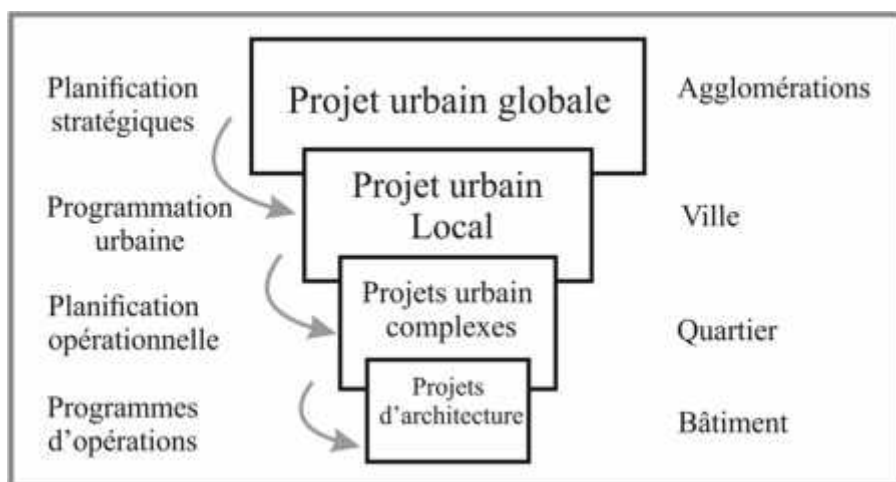 Planification
stratégiques
Projet urbain globale
Agglomérations
Programmation
urbaine
Projet urbain
Local
Ville
Planification
opérationnelle
Projets urbain
complexes
Quartier
Programmes
d’opérations
Projets
d’architecture
Bâtiment